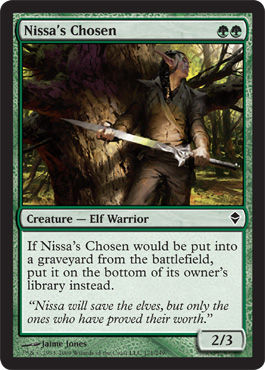 Nissa's Chosen
Creature — Elf Warrior
If Nissa's Chosen would be put into
a graveyard from the battlefield,
put it on the bottom of its owner's
library instead.
"Nissa will save the elves, but only the
ones who have proved their worth."
Jaime Jones
2/3